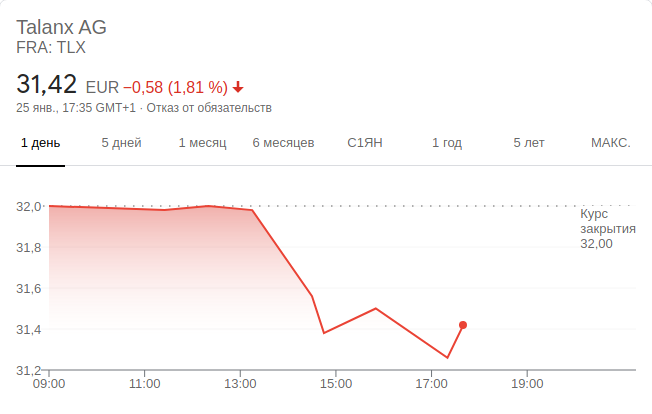 Talanx AG
FRA: TLX
31,42 EUR −0,58 (1,81 %)
25 янв., 17:35 GMT+1 · Отказ от обязательств
1 день 5 дней 1 месяц 6 месяцев С1ЯН 1 год 5 лет МАКС.
32,0
31,8
31,6
31,4
31,2
Курс
закрытия
32,00
09:00 11:00 13:00 15:00 17:00 19:00